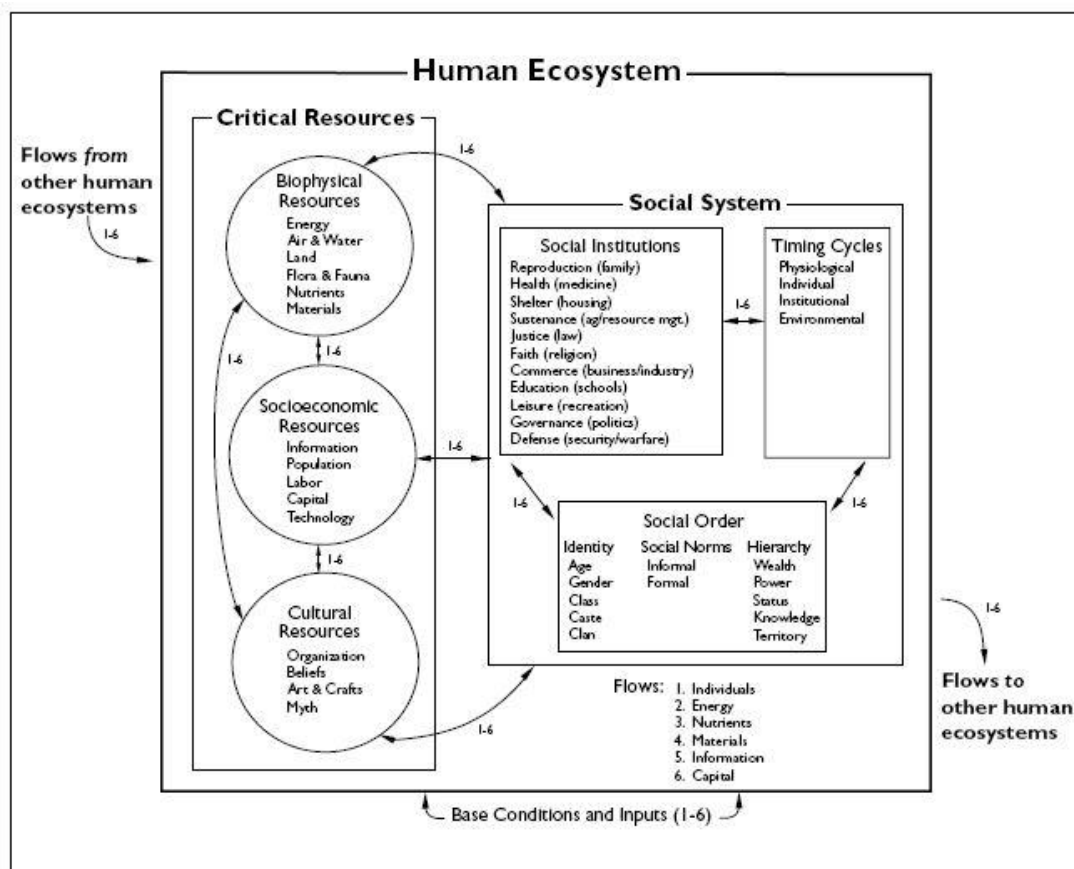 Human Ecosystem
Critical Resources
Flows from
other human
ecosystems
1-6
Biophysical
Resources
Energy
Air & Water
Land
Flora & Fauna
Nutrients
Materials
1-6
1-6
1-6
Socioeconomic
Resources
Information
Population
Labor
Capital
Technology
1-6
1-6
Cultural
Resources
Organization
Beliefs
Art & Crafts
Myth
1-6
Social System
Social Institutions
Reproduction (family)
Health (medicine)
Shelter (housing)
Sustenance (ag/resource mgt.)
Justice (law)
Faith (religion)
Commerce (business/industry)
Education (schools)
Leisure (recreation)
Governance (politics)
Defense (security/warfare)
1-6
Timing Cycles
Physiological
Individual
Institutional
Environmental
1-6
1-6
Social Order
Identity
Age
Gender
Class
Caste
Clan
Social Norms
Informal
Formal
Hierarchy
Wealth
Power
Status
Knowledge
Territory
1-6
Flows to
other human
ecosystems
Flows:
1. Individuals
2. Energy
3. Nutrients
4. Materials
5. Information
6. Capital
Base Conditions and Inputs (1-6)